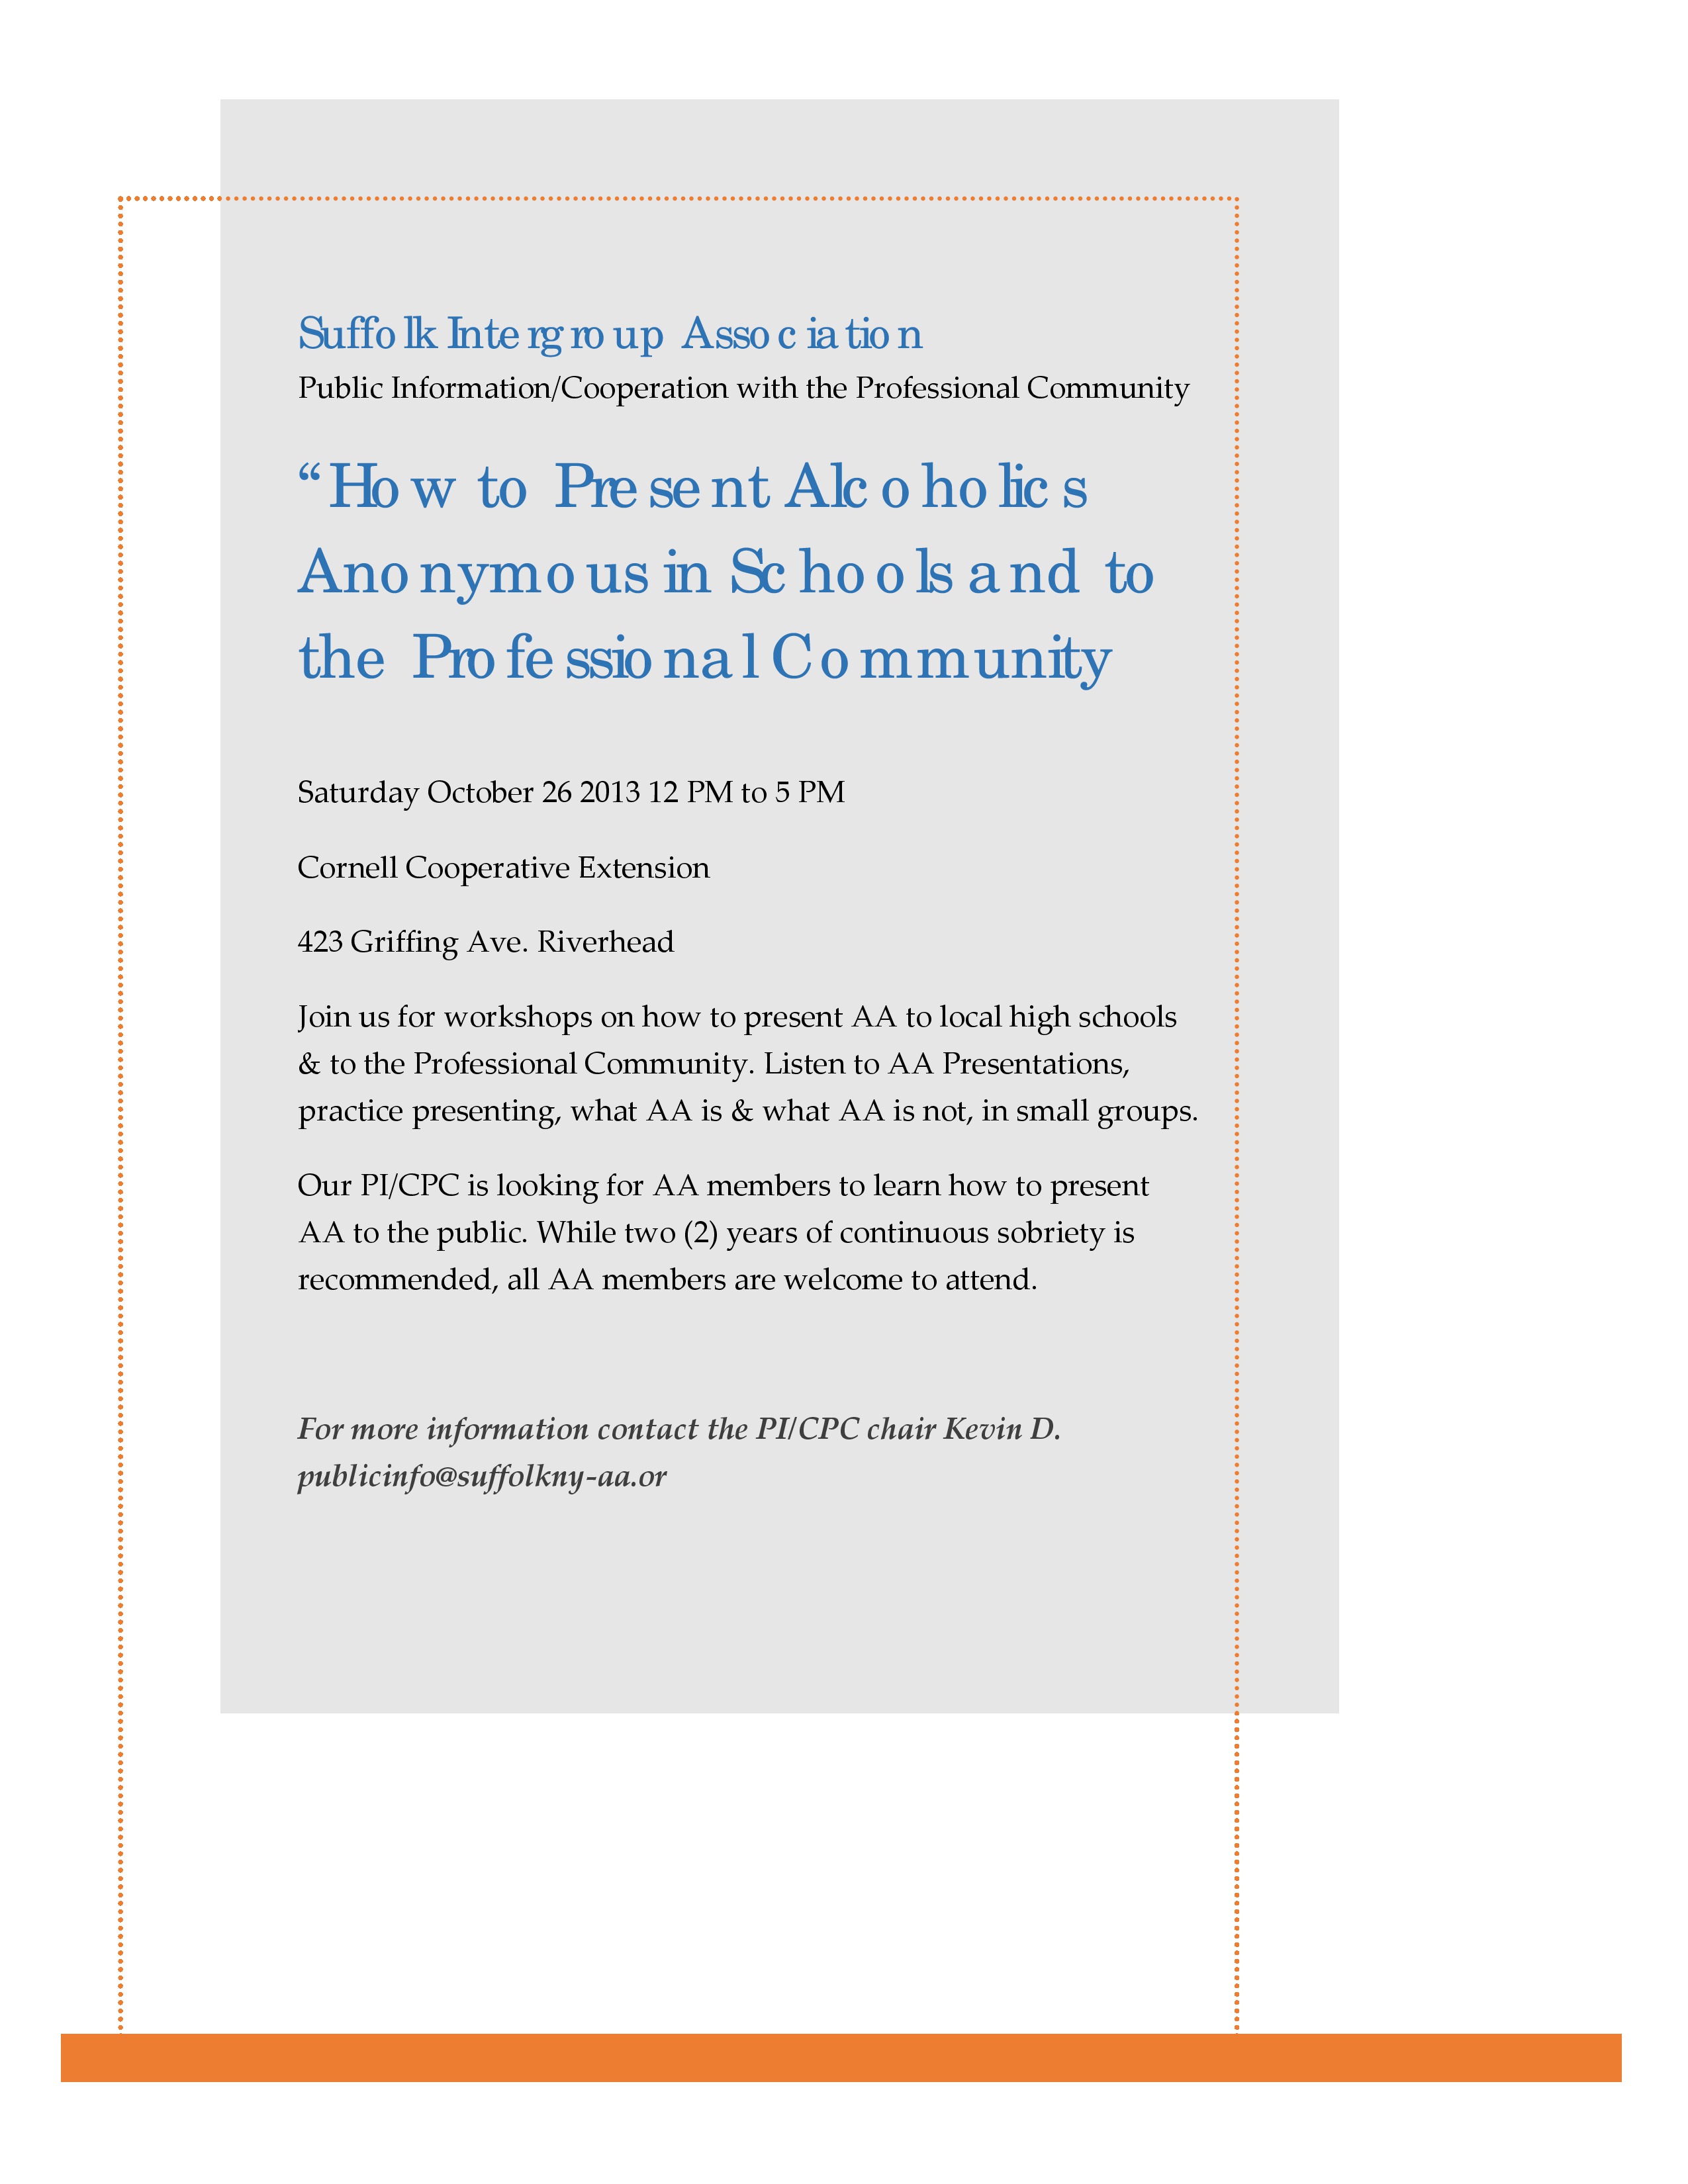 Suffolk Intergroup Association
Public Information/Cooperation with the Professional Community
“How to Present Alcoholics
Anonymous in Schools and to
the Professional Community
Saturday October 26 2013 12 PM to 5 PM
Cornell Cooperative Extension
423 Griffing Ave. Riverhead
Join us for workshops on how to present AA to local high schools
& to the Professional Community. Listen to AA Presentations,
practice presenting, what AA is & what AA is not, in small groups.
Our PI/CPC is looking for AA members to learn how to present
AA to the public. While two (2) years of continuous sobriety is
recommended, all AA members are welcome to attend.
For more information contact the PI/CPC chair Kevin D.
publicinfo@suffolkny-aa.or